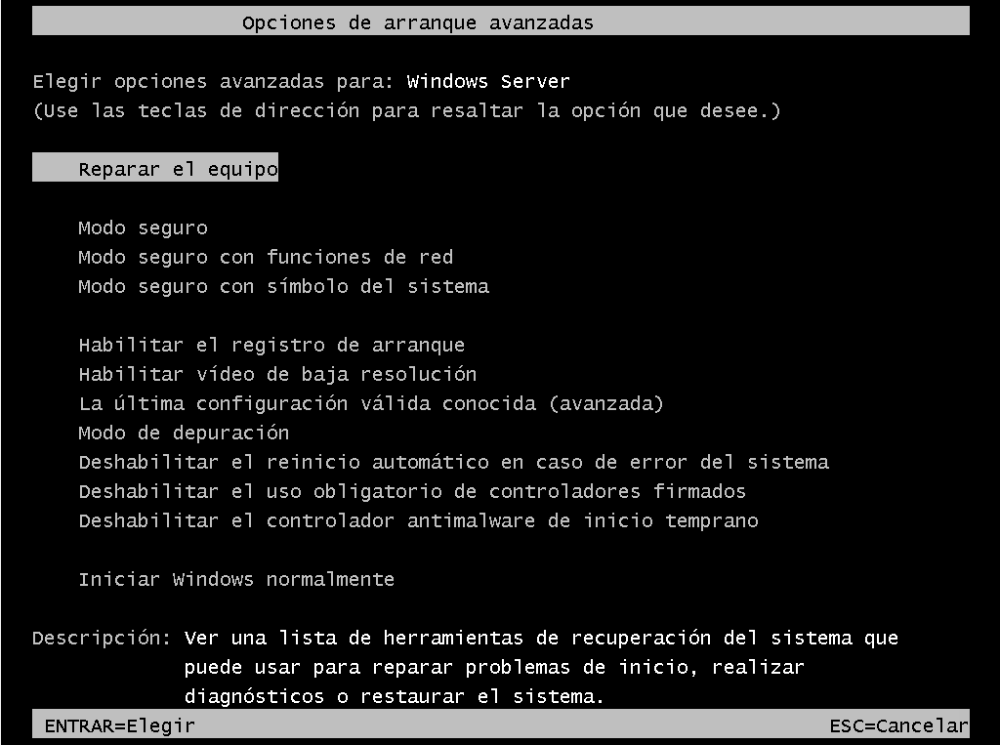 Opciones de arranque avanzadas
Elegir opciones avanzadas para: Windows Server
(Use las teclas de dirección para resaltar la opción que desee.)
Reparar el equipo
Modo seguro
Modo seguro con funciones de red
Modo seguro con símbolo del sistema
Habilitar el registro de arranque
Habilitar vídeo de baja resolución
La última configuración válida conocida (avanzada)
Modo de depuración
Deshabilitar el reinicio automático en caso de error del sistema
Deshabilitar el uso obligatorio de controladores firmados
Deshabilitar el controlador antimalware de inicio temprano
Iniciar Windows normalmente
Descripción: Ver una lista de herramientas de recuperación del sistema que
puede usar para reparar problemas de inicio, realizar
diagnósticos o restaurar el sistema.
ENTRAR=Elegir ESC=Cancelar